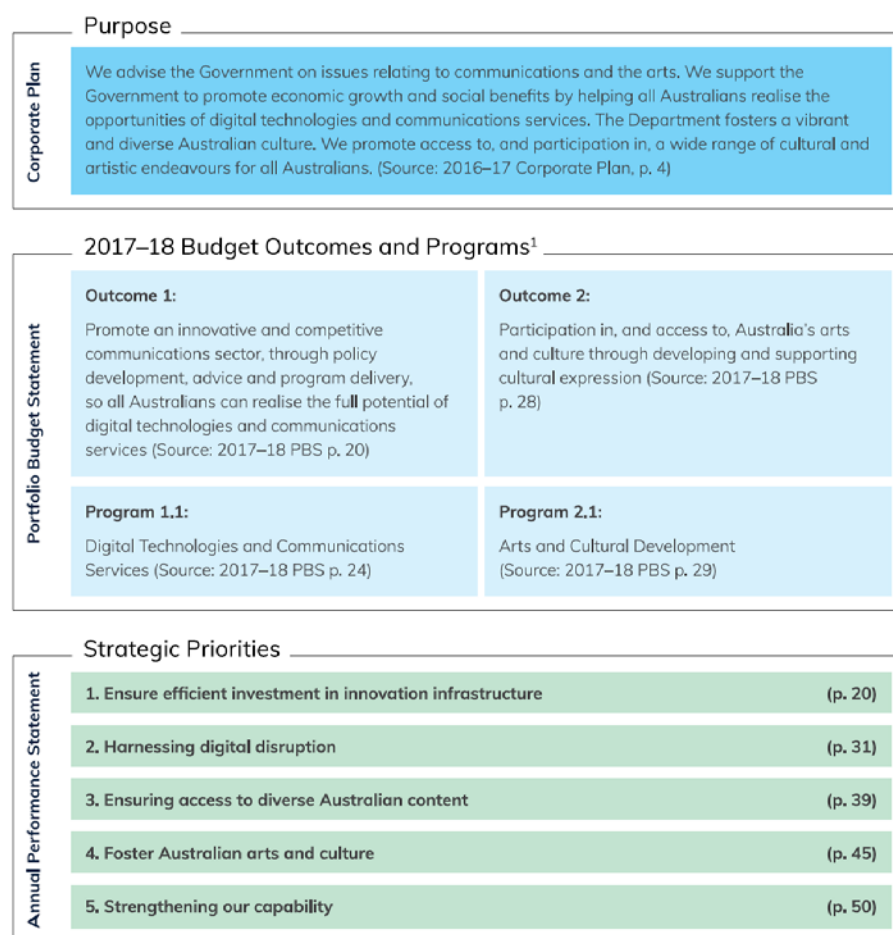 Purpose
Corporate Plan
We advise the Government on issues relating to communications and the arts. We support the
Government to promote economic growth and social benefits by helping all Australians realise the
opportunities of digital technologies and communications services. The Department fosters a vibrant
and diverse Australian culture. We promote access to, and participation in, a wide range of cultural and
artistic endeavours for all Australians. (Source: 2016–17 Corporate Plan, p. 4)
2017–18 Budget Outcomes and Programs¹
Portfolio Budget Statement
Outcome 1:
Promote an innovative and competitive
communications sector, through policy
development, advice and program delivery,
so all Australians can realise the full potential of
digital technologies and communications
services (Source: 2017–18 PBS p. 20)
Outcome 2:
Participation in, and access to, Australia's arts
and culture through developing and supporting
cultural expression (Source: 2017–18 PBS
p. 28)
Program 1.1:
Digital Technologies and Communications
Services (Source: 2017–18 PBS p. 24)
Program 2.1:
Arts and Cultural Development
(Source: 2017–18 PBS p. 29)
Strategic Priorities
Annual Performance Statement
1. Ensure efficient investment in innovation infrastructure (p. 20)
2. Harnessing digital disruption (p. 31)
3. Ensuring access to diverse Australian content (p. 39)
4. Foster Australian arts and culture (p. 45)
5. Strengthening our capability (p. 50)